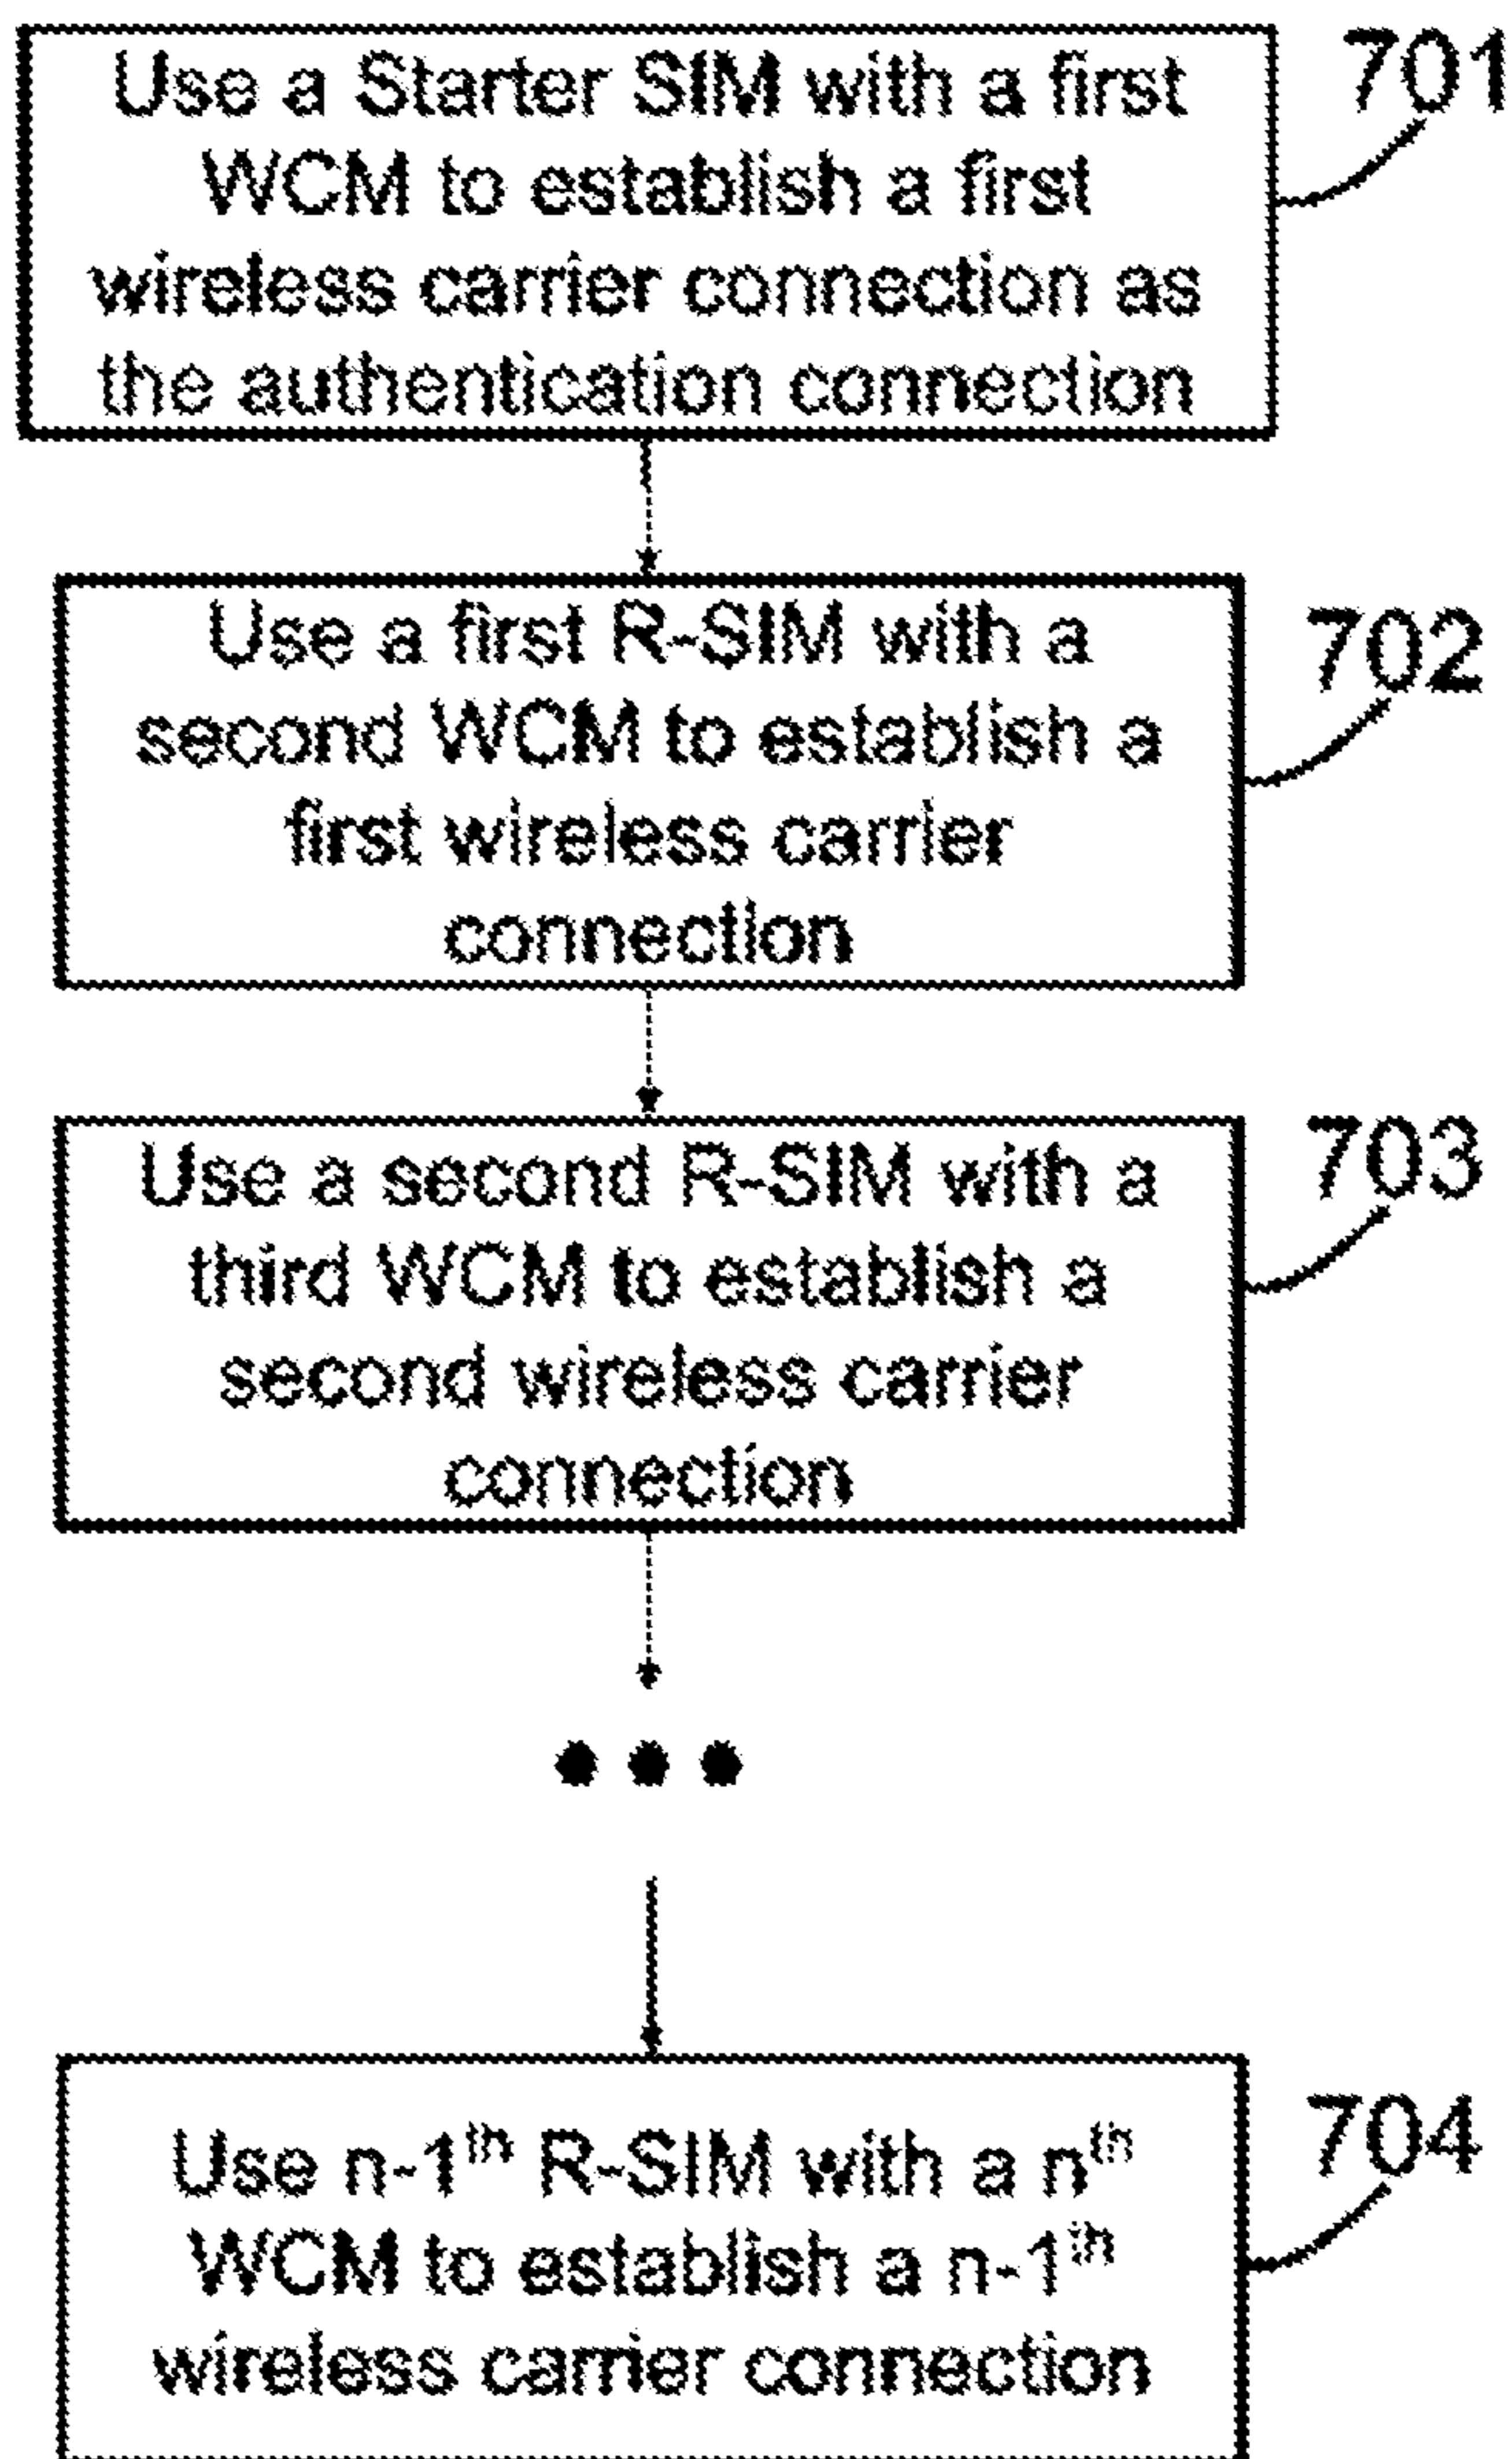 Use a Starter SIM with a first
WCM to establish a first
wireless carrier connection as
the authentication connection
701
Use a first R-SIM with a
second WCM to establish a
first wireless carrier
connection
702
Use a second R-SIM with a
third WCM to establish a
second wireless carrier
connection
703
Use n-1th R-SIM with a nth
WCM to establish a n-1th
wireless carrier connection
704